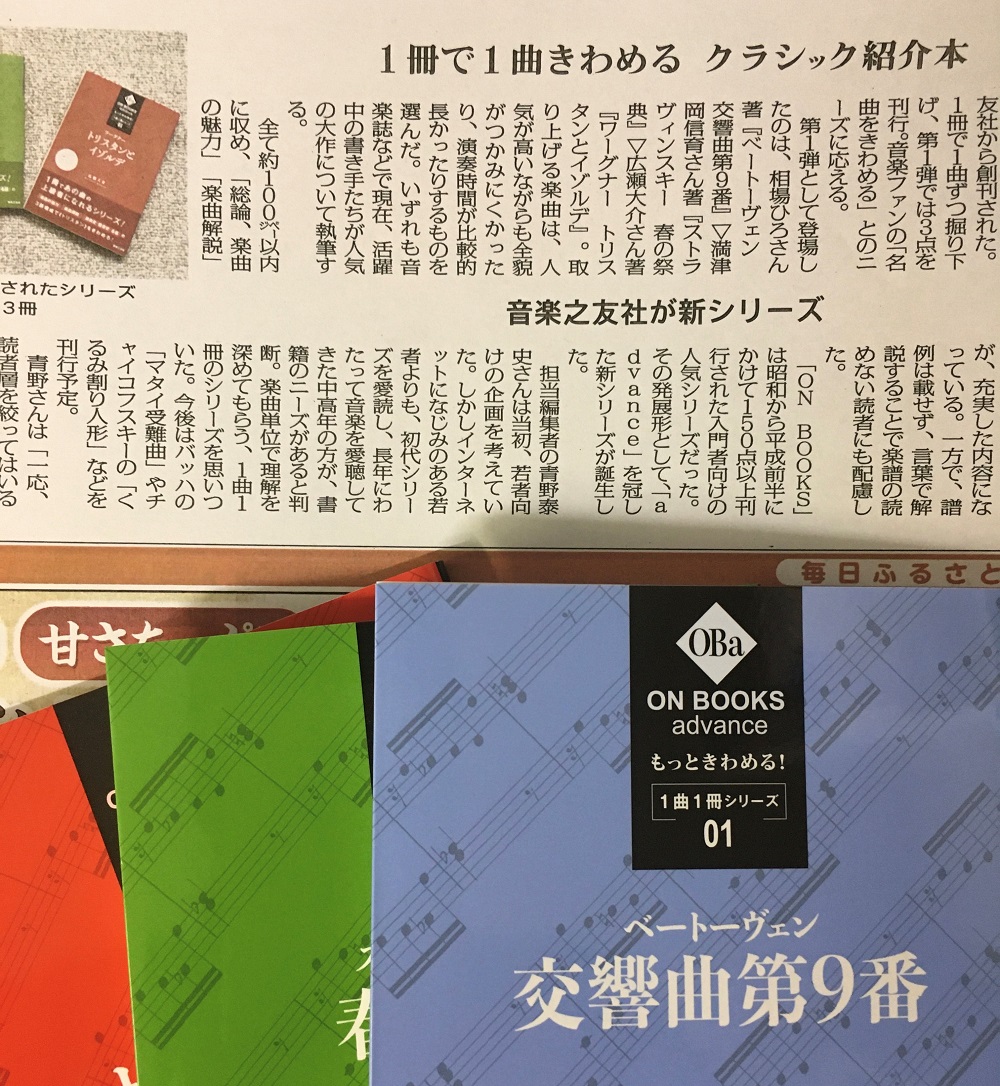 1冊で1曲きわめる クラシック紹介本
友社から創刊された。
1冊で1曲ずつ掘り下
げ、第1弾では3点を
刊行。音楽ファンの「名
曲をきわめる」とのニ
ーズに応える。
第1弾として登場し
たのは、相場ひろさん
著『ベートーヴェン
交響曲第9番』▽満津
岡信育さん著『ストラ
ヴィンスキー 春の祭
典』▽広瀬大介さん著
『ワーグナー トリス
タンとイゾルデ』。取
り上げる楽曲は、人
気が高いながらも全貌
がつかみにくかった
り、演奏時間が比較的
長かったりするものを
選んだ。いずれも音
楽誌などで現在、活躍
中の書き手たちが人気
の大作について執筆す
る。
全て約100㌻以内
に収め、「総論、楽曲
の魅力」「楽曲解説」
トリスタンと
イゾルデ
されたシリーズ
3冊
音楽之友社が新シリーズ
が、充実した内容にな
っている。一方で、譜
例は載せず、言葉で解
説することで楽譜の読
めない読者にも配慮し
た。
「ON BOOKS」
は昭和から平成前半に
かけて150点以上刊
行された入門者向けの
人気シリーズだった。
その発展形として、「a
dvance」を冠し
た新シリーズが誕生し
た。
担当編集者の青野泰
史さんは当初、若者向
けの企画を考えてい
た。しかしインターネ
ットになじみのある若
者よりも、初代シリー
ズを愛読し、長年にわ
たって音楽を愛聴して
きた中高年の方が、書
籍のニーズがあると判
断。楽曲単位で理解を
深めてもらう、1曲1
冊のシリーズを思いつ
いた。今後はバッハの
「マタイ受難曲」やチ
ャイコフスキーの「く
るみ割り人形」などを
刊行予定。
青野さんは「一応、
読者層を絞ってはいる
毎日ふるさと
甘さ
OBa
ON BOOKS
advance
もっときわめる!
1曲1冊シリーズ
01
ベートーヴェン
交響曲第9番
春